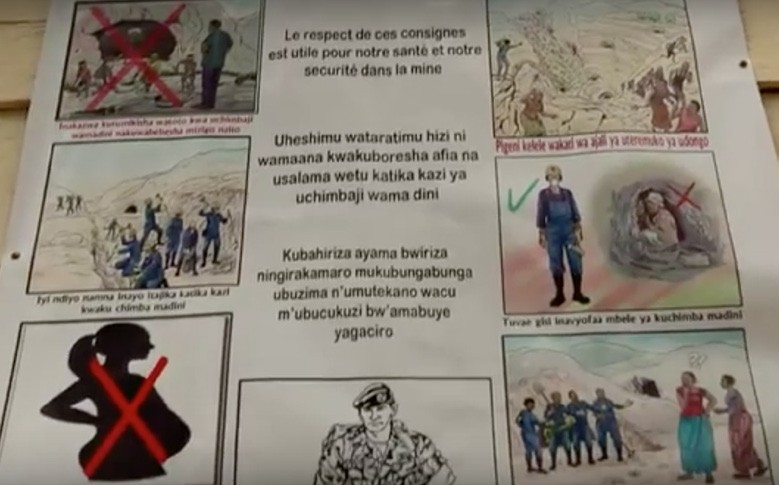 Le respect de ces consignes
est utile pour notre santé et notre
securité dans la mine
Uheshimu wataratimu hizi ni
wamaana kwakuboresha afia na
usalama wetu katika kazi ya
uchimbaji wama dini
Kubahiriza ayama bwiriza
ningirakamaro mukubungabunga
ubuzima n'umutekano wacu
m'ubucukuzi bw'amabuye
yagaciro
kutumikisha watoto kwa uchimbaji
wamadini nakuwabebesha mizigo nzito
Iyi ndiyo namna inayo katika kazi
kwaku chimba madini
Pigeni kelele wakati wa ajali ya uteremuko ya udongo
Tuvae gisi inavyofaa mbele ya kuchimba madini